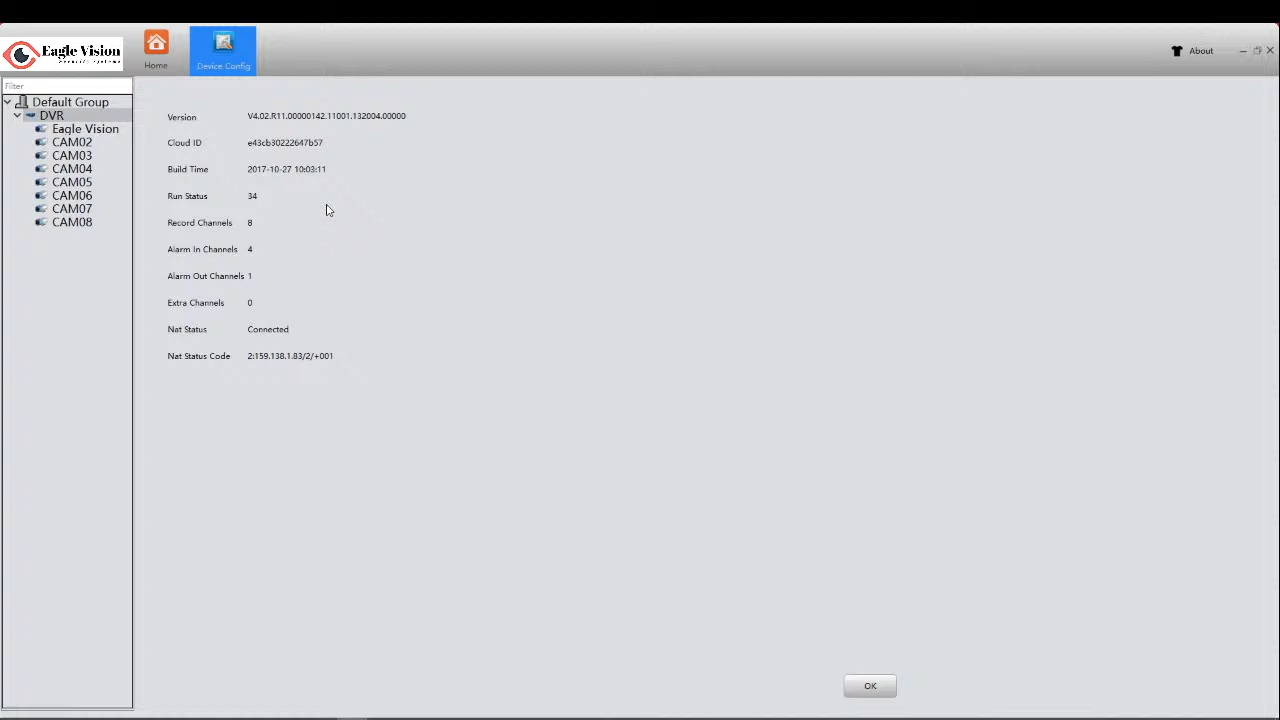 Eagle Vision
security systems
Home
Device Config
About
Filter
Default Group
DVR
Eagle Vision
CAM02
CAM03
CAM04
CAM05
CAM06
CAM07
CAM08
Version V4.02.R11.00000142.11001.132004.00000
Cloud ID e43cb30222647b57
Build Time 2017-10-27 10:03:11
Run Status 34
Record Channels 8
Alarm In Channels 4
Alarm Out Channels 1
Extra Channels 0
Nat Status Connected
Nat Status Code 2:159.138.1.83/2/+001
OK